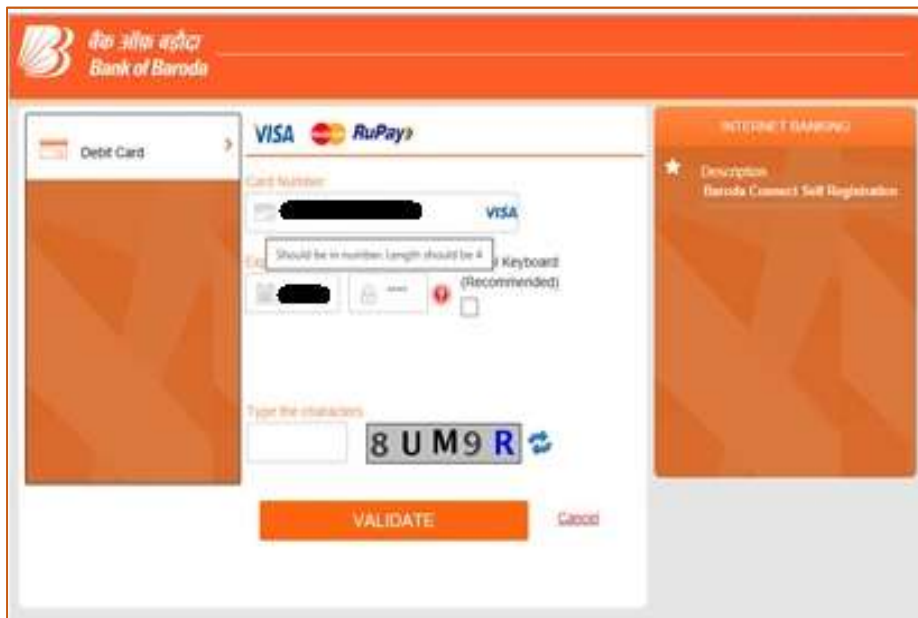 बैंक ऑफ़ बड़ौदा
Bank of Baroda
Debit Card
VISA RuPay
Card Number
VISA
Should be in number. Length should be 4
Keyboard
(Recommended)
****
Type the characters
8 U M 9 R
VALIDATE
Cancel
INTERNET BANKING
Description
Baroda Connect Self Registration